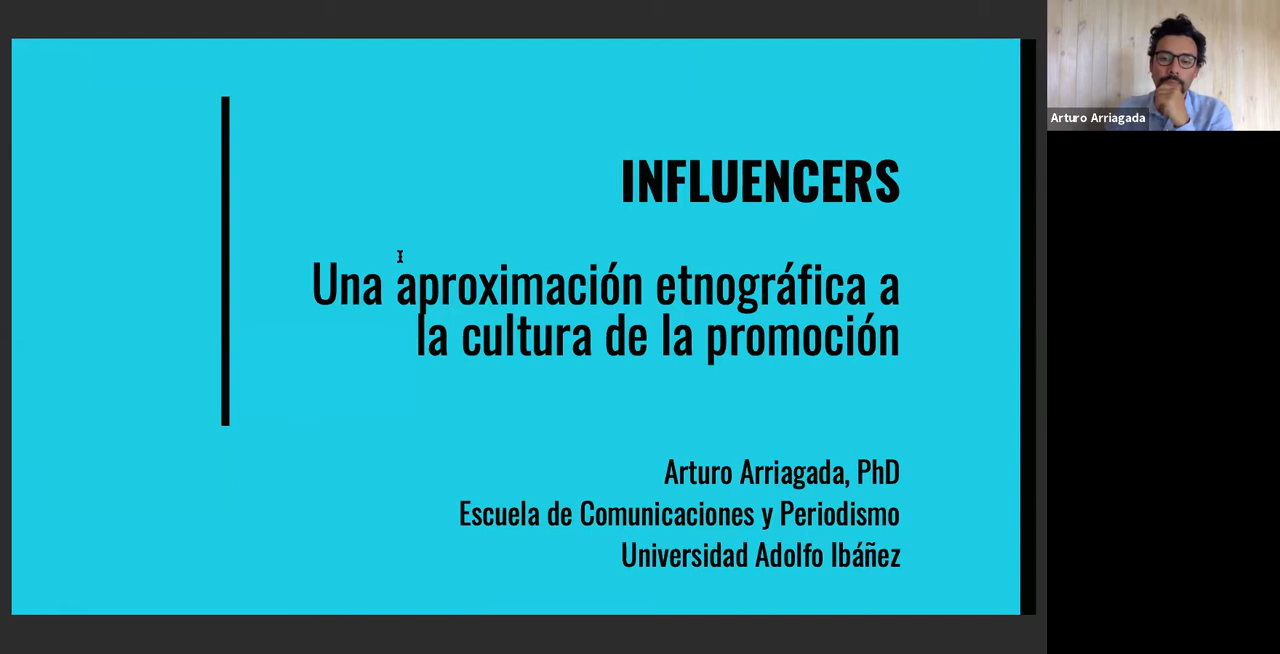 INFLUENCERS
Una aproximación etnográfica a
la cultura de la promoción
Arturo Arriagada, PhD
Escuela de Comunicaciones y Periodismo
Universidad Adolfo Ibáñez
Arturo Arriagada